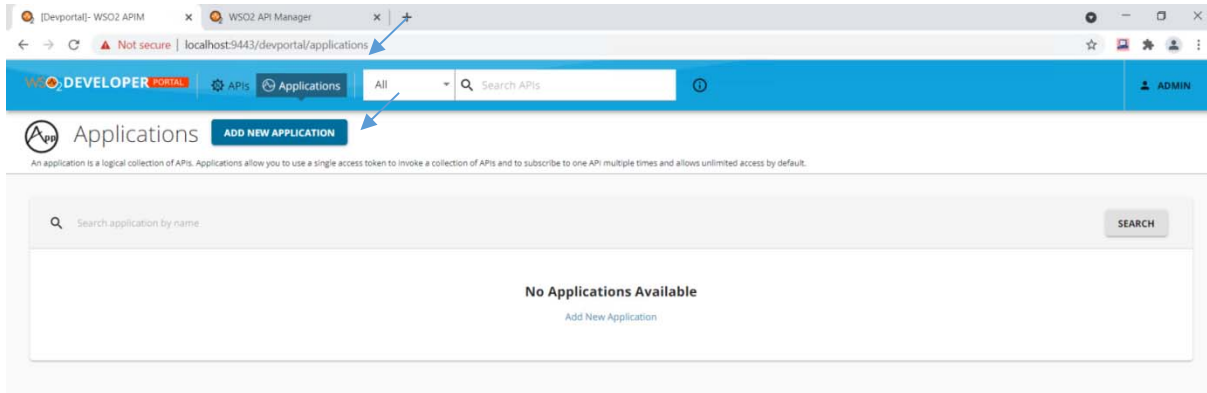 [Devportal]- WSO2 APIM
WSO2 API Manager
Not secure | localhost:9443/devportal/applications
WSO2 DEVELOPER PORTAL
APIs
Applications
All
Search APIs
ADMIN
App
Applications
ADD NEW APPLICATION
An application is a logical collection of APIs. Applications allow you to use a single access token to invoke a collection of APIs and to subscribe to one API multiple times and allows unlimited access by default.
Search application by name
SEARCH
No Applications Available
Add New Application